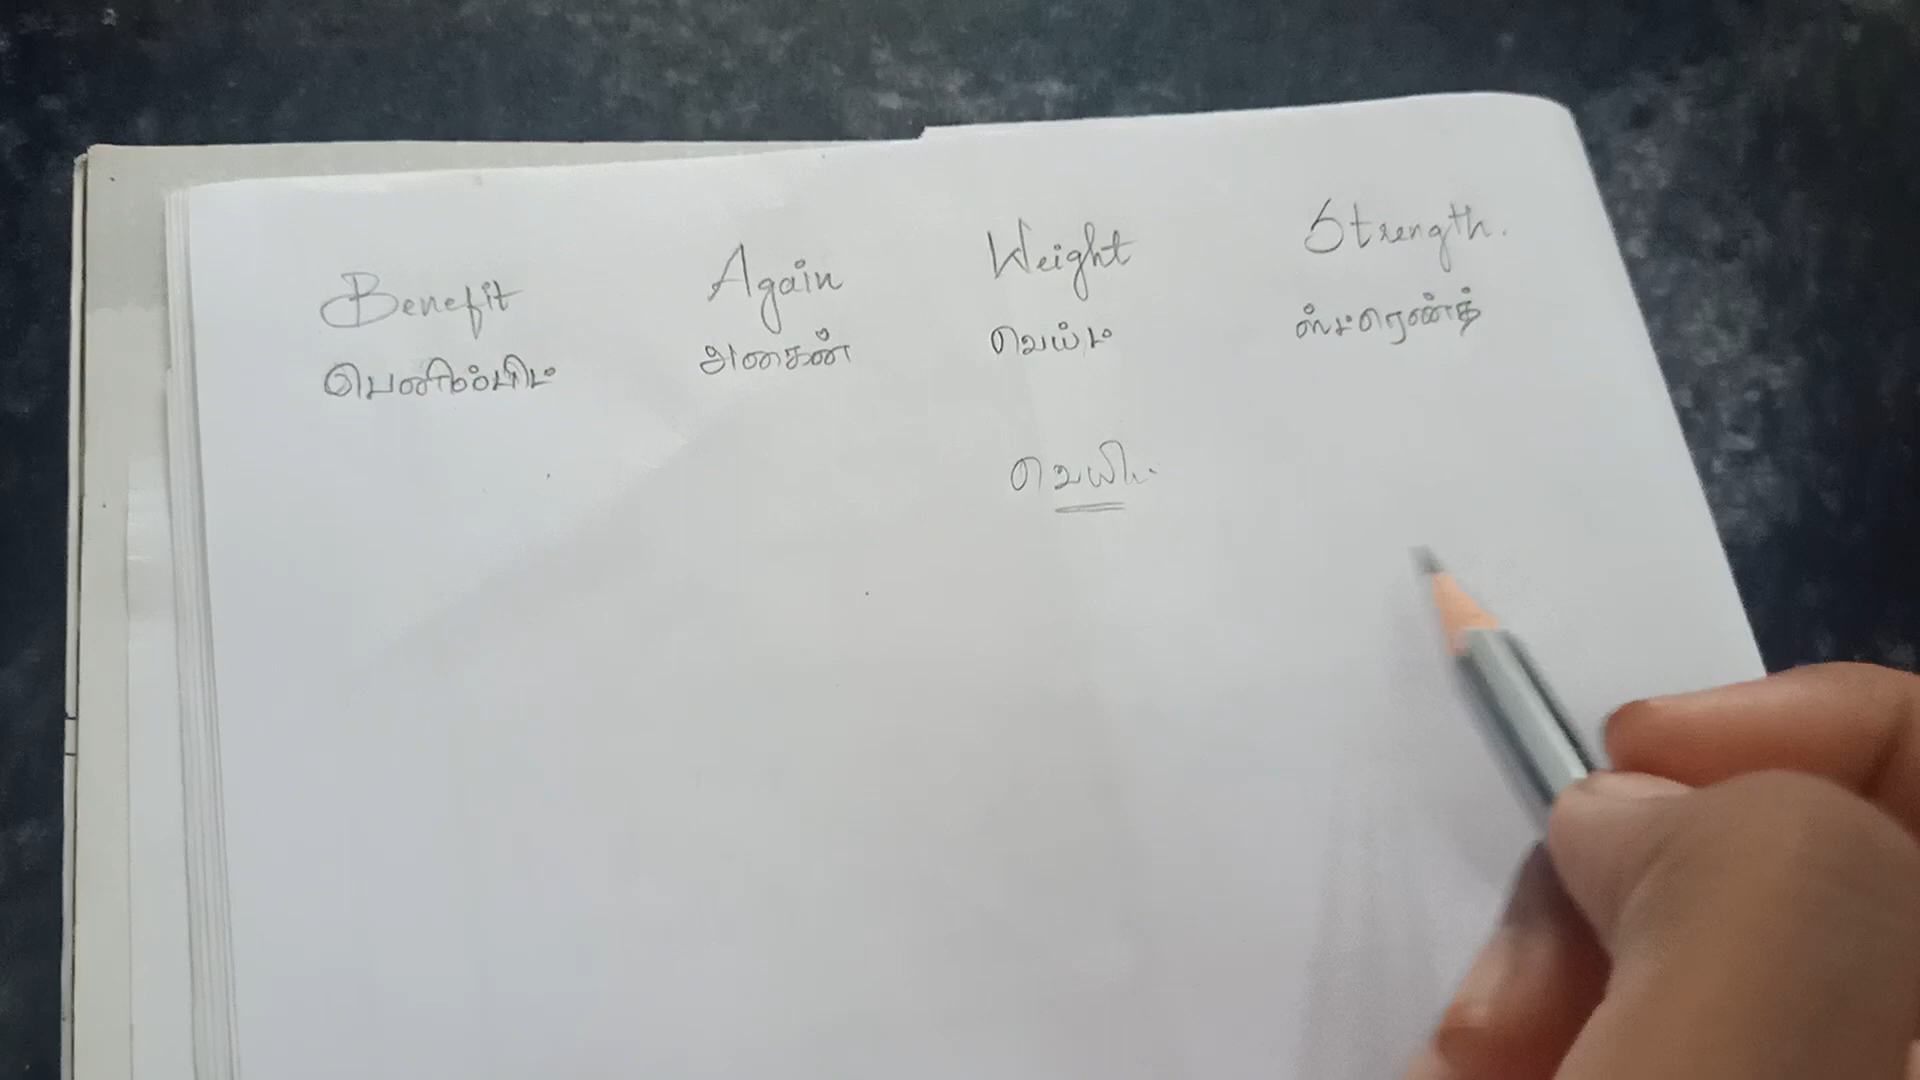 Benefit Again Weight Strength.
பெனிஃபிட் அகைன் வெய்ட் ஸ்ட்ரெண்த்